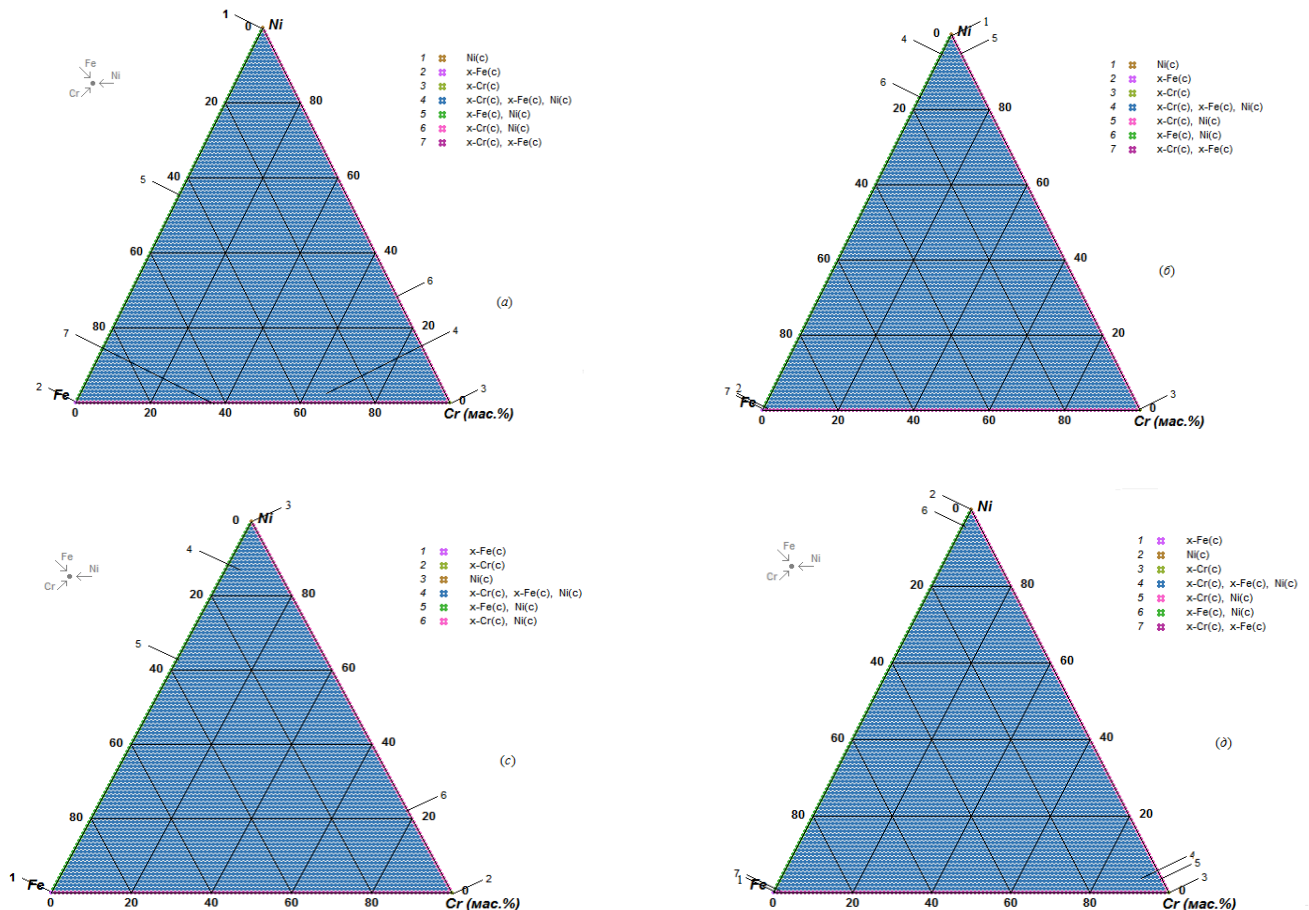 1
0 Ni
Fe
Ni
Cr
1 Ni(c)
2 x-Fe(c)
3 x-Cr(c)
4 x-Cr(c), x-Fe(c), Ni(c)
5 x-Fe(c), Ni(c)
6 x-Cr(c), Ni(c)
7 x-Cr(c), x-Fe(c)
20 80
5 40 60
60 40
6
(а)
7 80 20 4
2 Fe 3
0 20 40 60 80 0
Cr (мас.%)
1
0 Ni
4 5
1 Ni(c)
2 x-Fe(c)
3 x-Cr(c)
4 x-Cr(c), x-Fe(c), Ni(c)
5 x-Cr(c), Ni(c)
6 x-Fe(c), Ni(c)
7 x-Cr(c), x-Fe(c)
6
20 80
40 60
60 40
(б)
80 20
2
7 Fe 3
0 20 40 60 80 0
Cr (мас.%)
3
0 Ni
4
Fe
Ni
Cr
1 x-Fe(c)
2 x-Cr(c)
3 Ni(c)
4 x-Cr(c), x-Fe(c), Ni(c)
5 x-Fe(c), Ni(c)
6 x-Cr(c), Ni(c)
20 80
5
40 60
60 40
(с)
6
80 20
1 Fe 2
0 20 40 60 80 0
Cr (мас.%)
2
0 Ni
6
Fe
Ni
Cr
1 x-Fe(c)
2 Ni(c)
3 x-Cr(c)
4 x-Cr(c), x-Fe(c), Ni(c)
5 x-Cr(c), Ni(c)
6 x-Fe(c), Ni(c)
7 x-Cr(c), x-Fe(c)
20 80
40 60
60 40
(д)
80 20
4
5
7
1 Fe 3
0 20 40 60 80 0
Cr (мас.%)